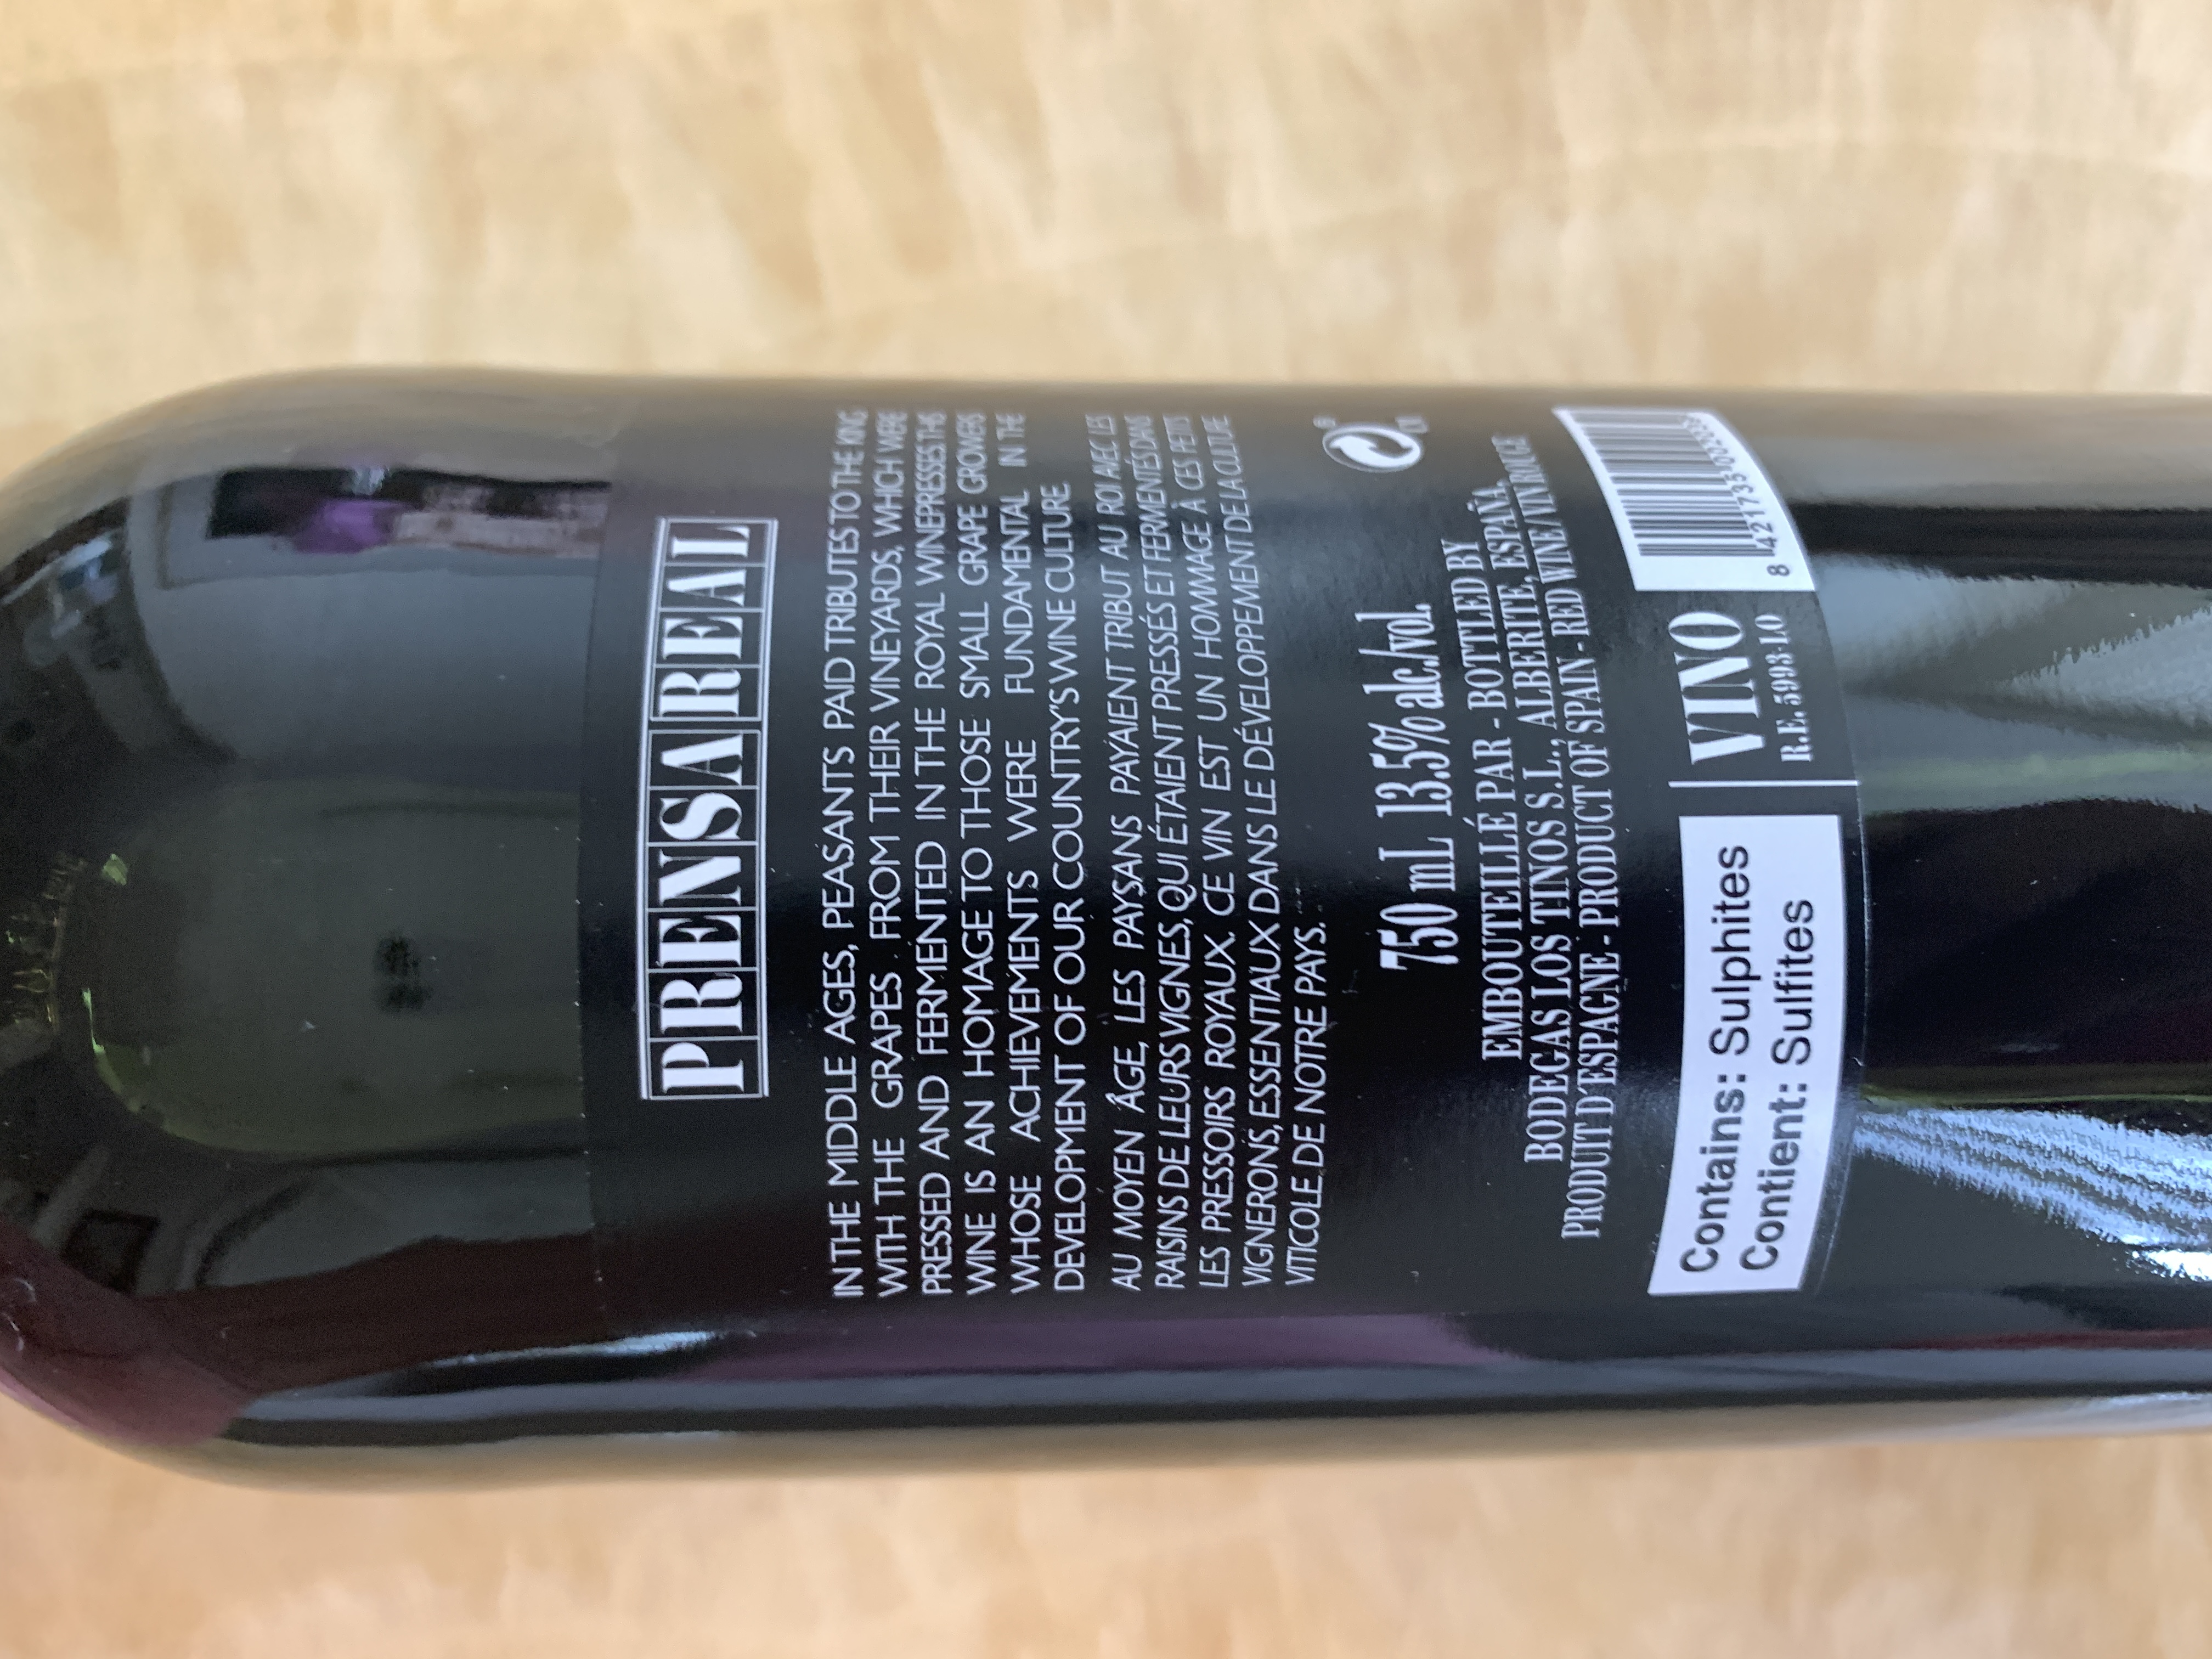 PRENSA REAL
IN THE MIDDLE AGES, PEASANTS PAID TRIBUTES TO THE KING
WITH THE GRAPES FROM THEIR VINEYARDS, WHICH WERE
PRESSED AND FERMENTED IN THE ROYAL WINEPRESSES THIS
WINE IS AN HOMAGE TO THOSE SMALL GRAPE GROWERS
WHOSE ACHIEVEMENTS WERE FUNDAMENTAL IN THE
DEVELOPMENT OF OUR COUNTRY'S WINE CULTURE
AU MOYEN ÂGE, LES PAYSANS PAYAIENT TRIBUT AU ROI AVEC LES
RAISINS DE LEURS VIGNES, QUI ÉTAIENT PRESSÉS ET FERMENTÉS DANS
LES PRESSOIRS ROYAUX. CE VIN EST UN HOMMAGE À CES PETITS
VIGNERONS, ESSENTIAUX DANS LE DÉVELOPPEMENT DE LA CULTURE
VITICOLE DE NOTRE PAYS.
750 mL 13.5% alc./vol.
EMBOUTEILLÉ PAR - BOTTLED BY
BODEGAS LOS TINOS S.L., ALBERITE, ESPAÑA.
PRODUIT D'ESPAGNE - PRODUCT OF SPAIN - RED WINE / VIN ROUGE
Contains: Sulphites
Contient: Sulfites
VINO
R.E. 5993-LO
8 421735